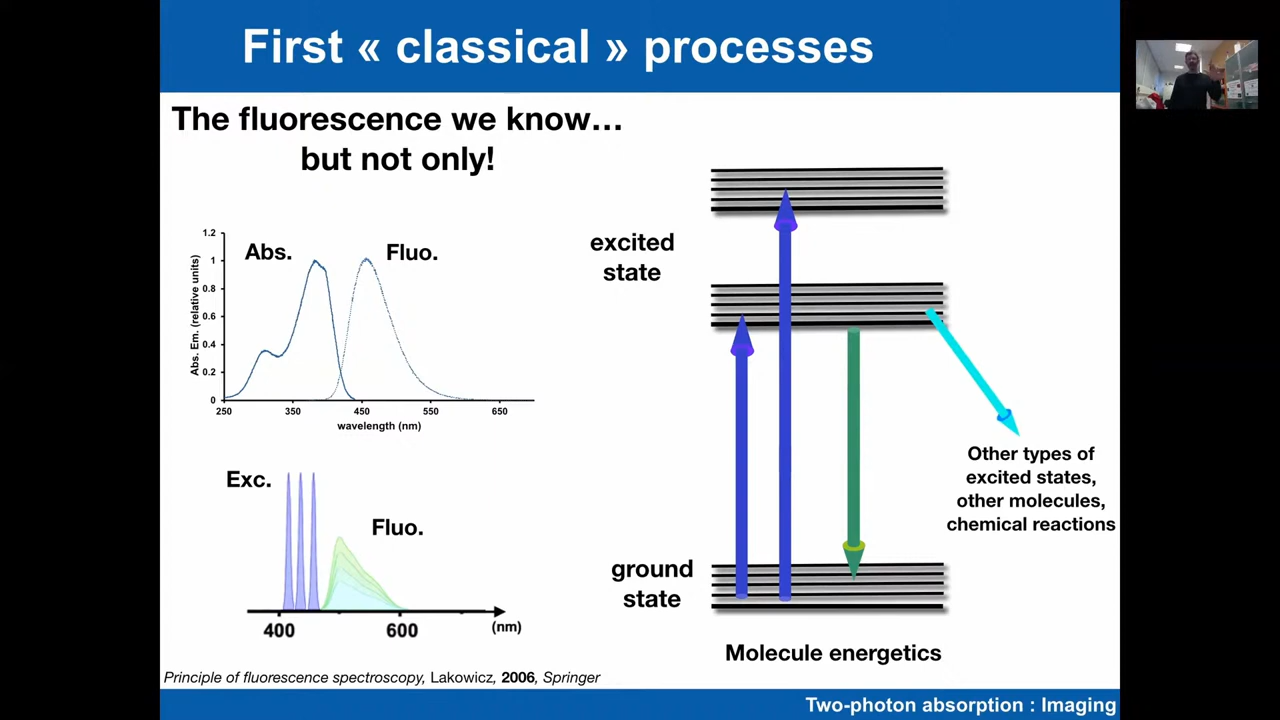 First « classical » processes
The fluorescence we know...
but not only!
Abs. Em. (relative units)
1.2
1
0.8
0.6
0.4
0.2
0
250
350
450
550
650
wavelength (nm)
Abs.
Fluo.
Exc.
Fluo.
400
600
(nm)
excited
state
ground
state
Other types of
excited states,
other molecules,
chemical reactions
Molecule energetics
Principle of fluorescence spectroscopy, Lakowicz, 2006, Springer
Two-photon absorption : Imaging